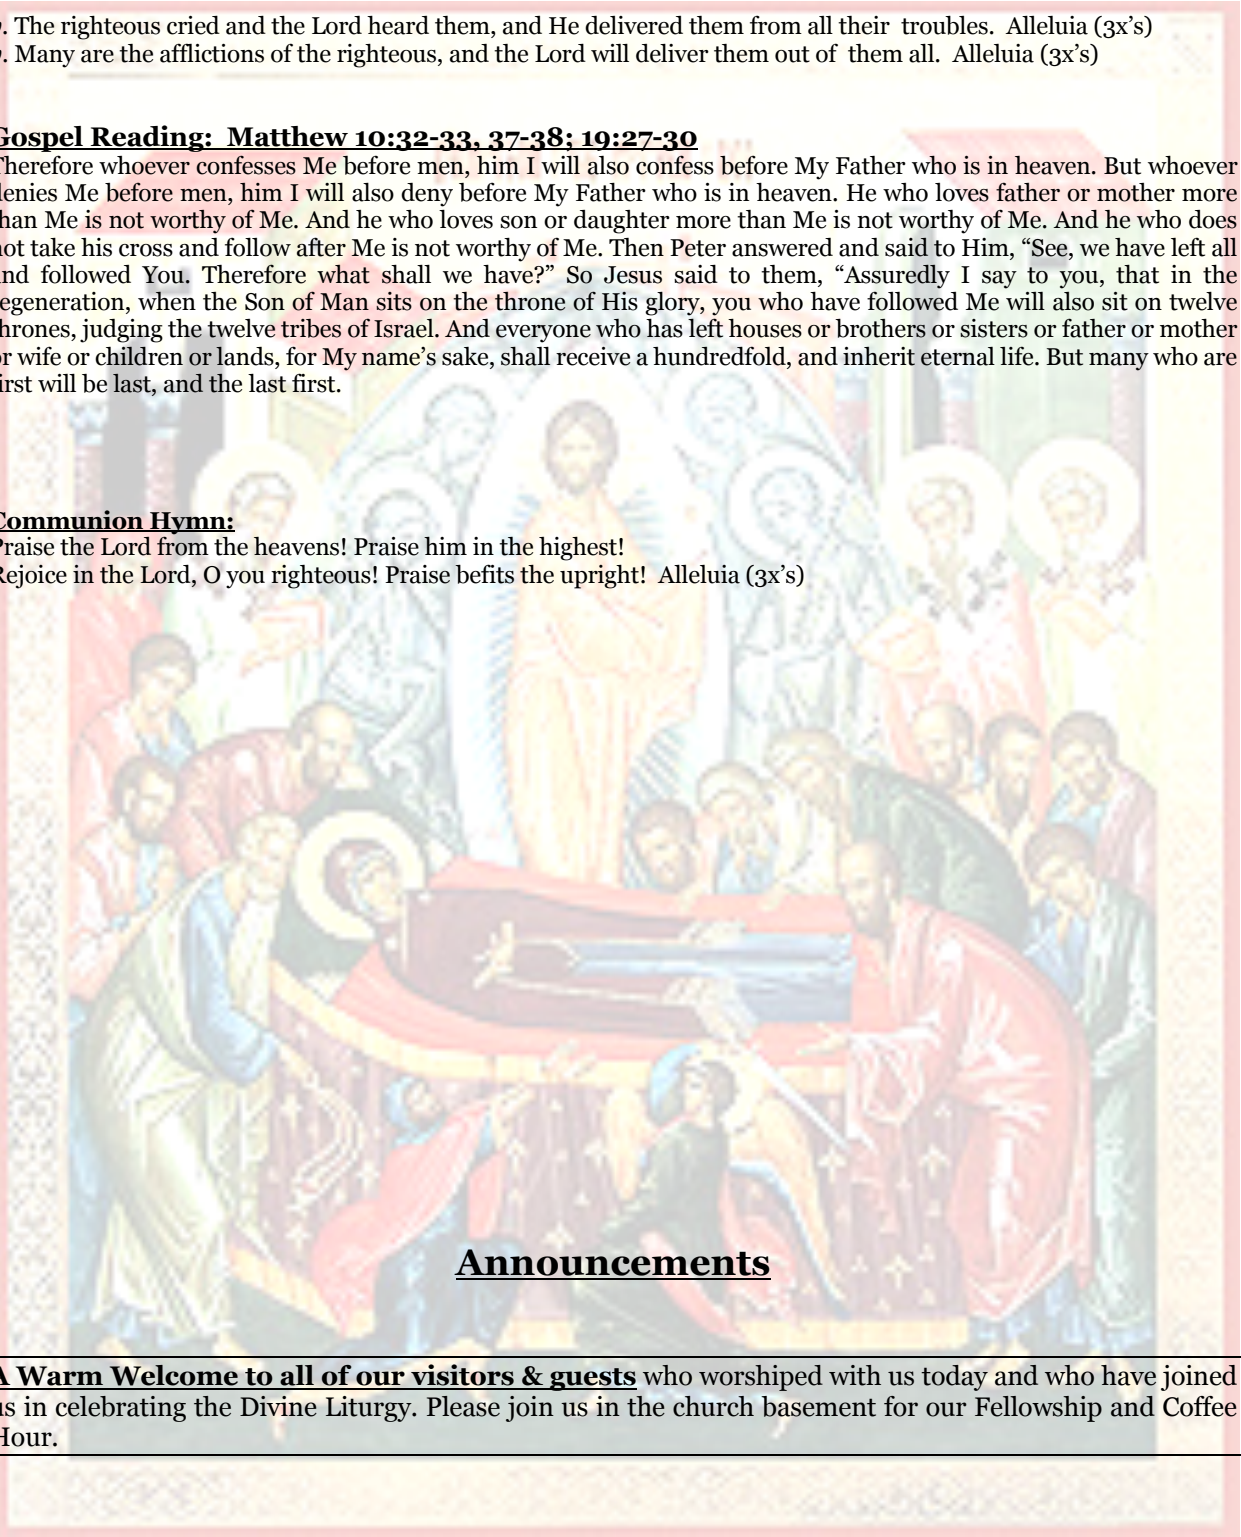 . The righteous cried and the Lord heard them, and He delivered them from all their troubles. Alleluia (3x's)
. Many are the afflictions of the righteous, and the Lord will deliver them out of them all. Alleluia (3x's)
Gospel Reading: Matthew 10:32-33, 37-38; 19:27-30
Therefore whoever confesses Me before men, him I will also confess before My Father who is in heaven. But whoever
denies Me before men, him I will also deny before My Father who is in heaven. He who loves father or mother more
than Me is not worthy of Me. And he who loves son or daughter more than Me is not worthy of Me. And he who does
not take his cross and follow after Me is not worthy of Me. Then Peter answered and said to Him, “See, we have left all
and followed You. Therefore what shall we have?” So Jesus said to them, “Assuredly I say to you, that in the
regeneration, when the Son of Man sits on the throne of His glory, you who have followed Me will also sit on twelve
thrones, judging the twelve tribes of Israel. And everyone who has left houses or brothers or sisters or father or mother
or wife or children or lands, for My name’s sake, shall receive a hundredfold, and inherit eternal life. But many who are
first will be last, and the last first.
Communion Hymn:
Praise the Lord from the heavens! Praise him in the highest!
Rejoice in the Lord, O you righteous! Praise befits the upright! Alleluia (3x’s)
Announcements
A Warm Welcome to all of our visitors & guests who worshiped with us today and who have joined
us in celebrating the Divine Liturgy. Please join us in the church basement for our Fellowship and Coffee
Hour.